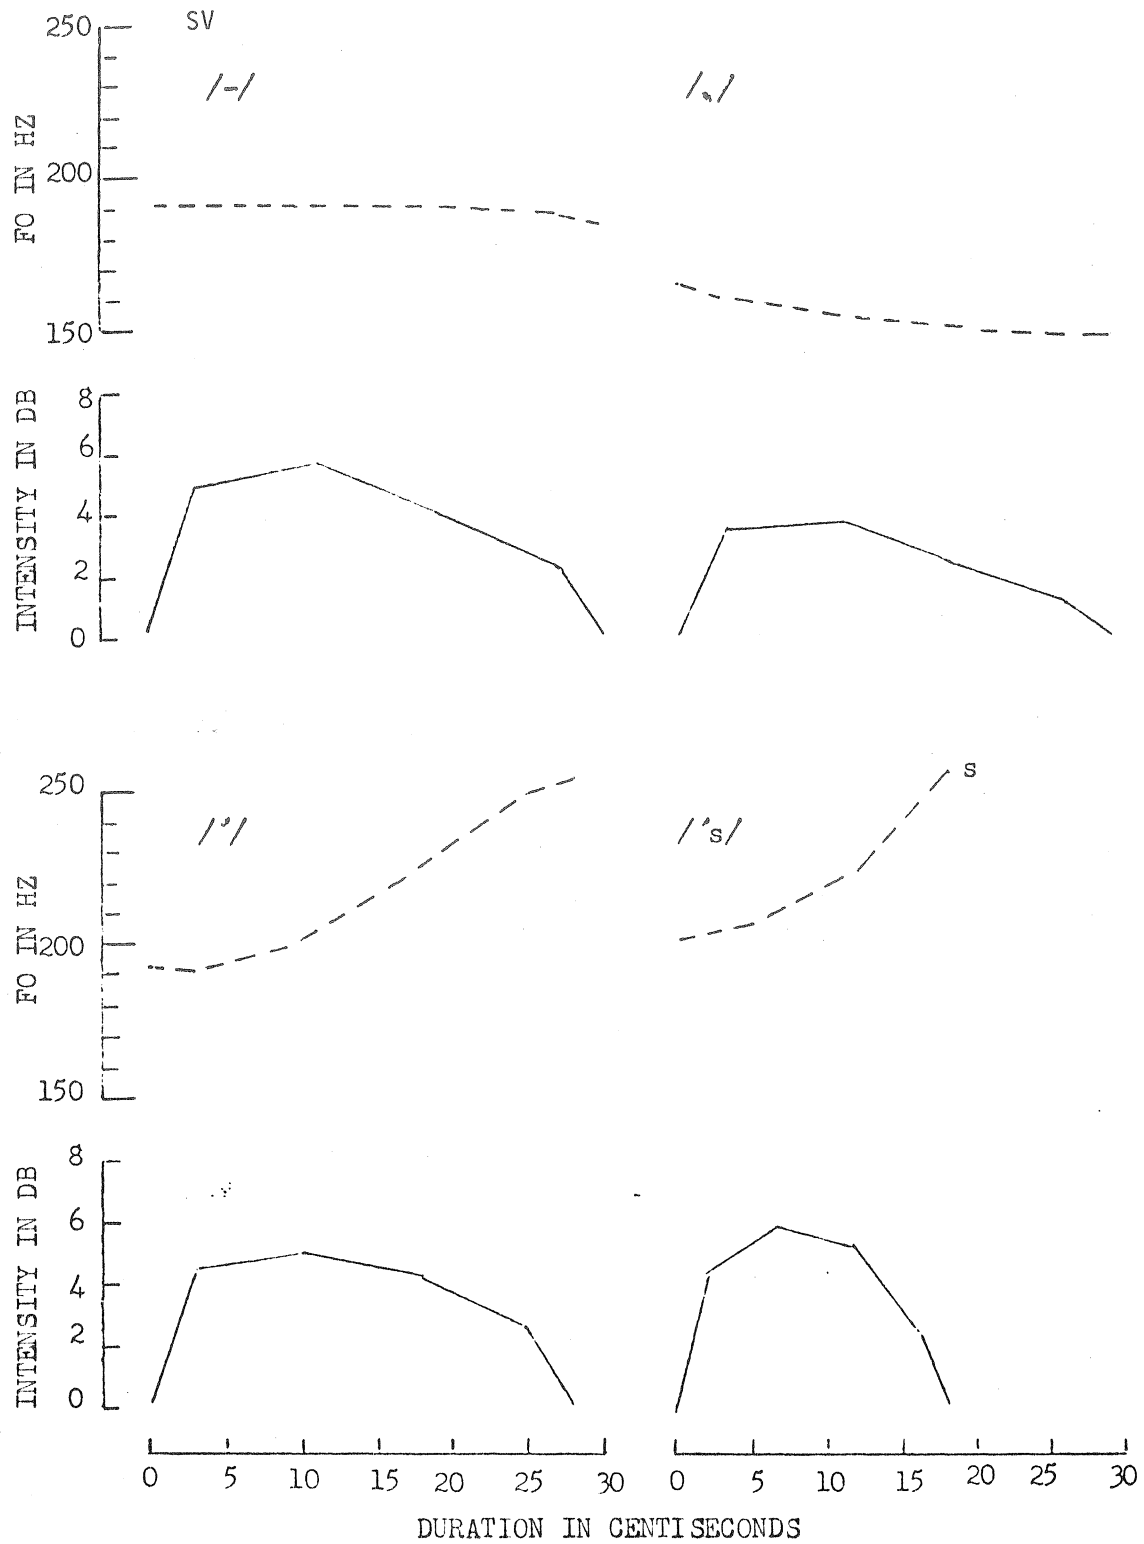 SV
250
/-/
/ˎ/
FO IN HZ
200
150
INTENSITY IN DB
8
6
4
2
0
250
/ʼ/
/ʼs/
s
FO IN HZ
200
150
INTENSITY IN DB
8
6
4
2
0
0 5 10 15 20 25 30 0 5 10 15 20 25 30
DURATION IN CENTISECONDS